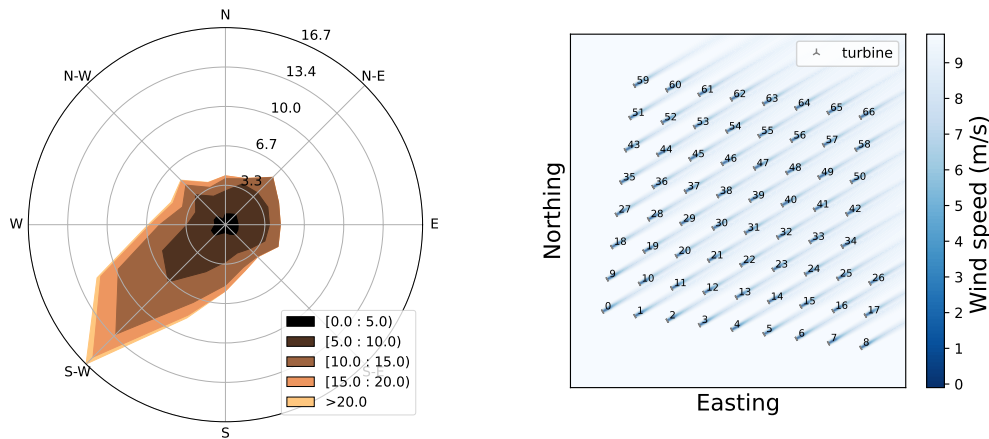 N
N-E
E
S-E
S
S-W
W
N-W
3.3
6.7
10.0
13.4
16.7
[0.0 : 5.0)
[5.0 : 10.0)
[10.0 : 15.0)
[15.0 : 20.0)
>20.0
turbine
59 60 61 62 63 64 65 66
51 52 53 54 55 56 57 58
43 44 45 46 47 48 49 50
35 36 37 38 39 40 41 42
27 28 29 30 31 32 33 34
18 19 20 21 22 23 24 25 26
9 10 11 12 13 14 15 16 17
0 1 2 3 4 5 6 7 8
Northing
Easting
9
8
7
6
5
4
3
2
1
0
Wind speed (m/s)